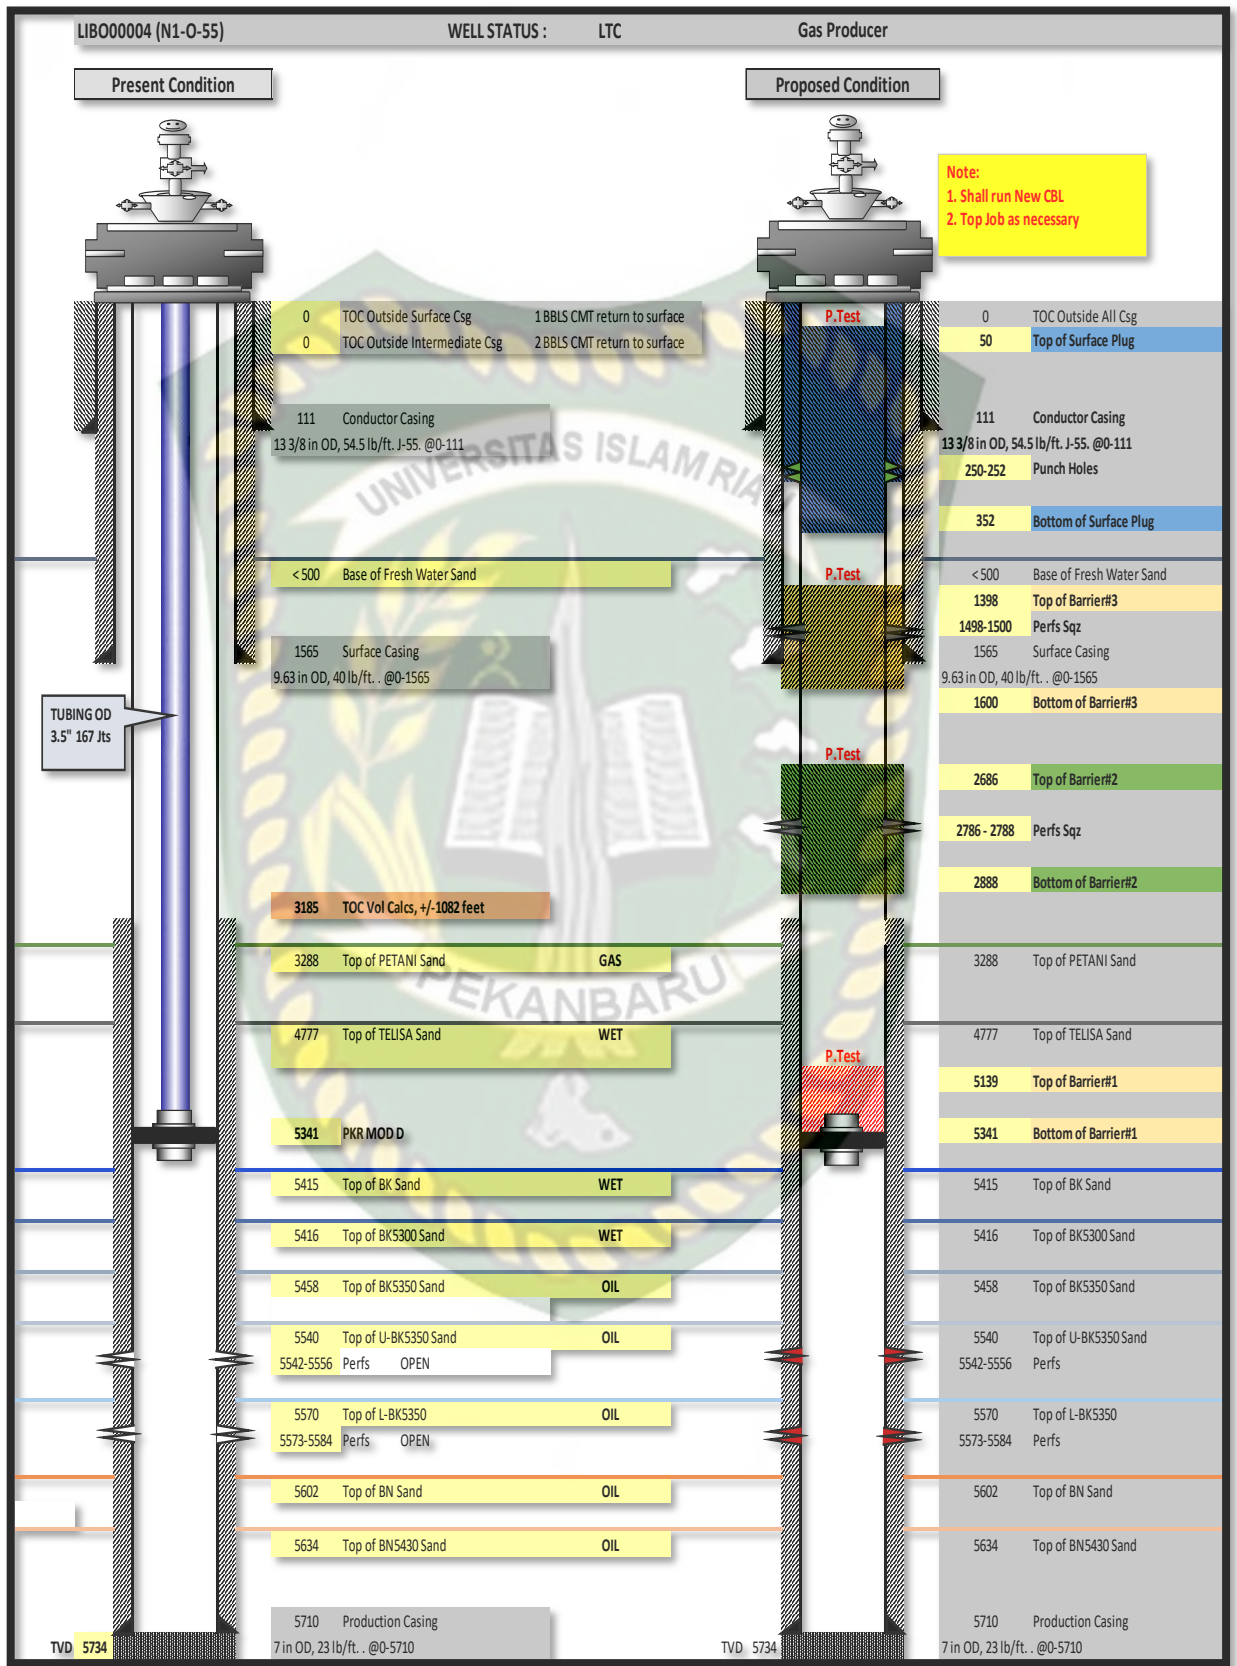 LIBO00004 (N1-O-55) WELL STATUS : LTC Gas Producer
Present Condition Proposed Condition
Note:
1. Shall run New CBL
2. Top Job as necessary
0 TOC Outside Surface Csg 1 BBLS CMT return to surface P.Test 0 TOC Outside All Csg
0 TOC Outside Intermediate Csg 2 BBLS CMT return to surface 50 Top of Surface Plug
111 Conductor Casing 111 Conductor Casing
13 3/8 in OD, 54.5 lb/ft. J-55. @0-111 13 3/8 in OD, 54.5 lb/ft. J-55. @0-111
UNIVERSITAS ISLAM RIAU
250-252 Punch Holes
352 Bottom of Surface Plug
< 500 Base of Fresh Water Sand P.Test < 500 Base of Fresh Water Sand
1398 Top of Barrier#3
1498-1500 Perfs Sqz
1565 Surface Casing 1565 Surface Casing
9.63 in OD, 40 lb/ft. . @0-1565 9.63 in OD, 40 lb/ft. . @0-1565
1600 Bottom of Barrier#3
TUBING OD
3.5" 167 Jts
P.Test
2686 Top of Barrier#2
2786 - 2788 Perfs Sqz
2888 Bottom of Barrier#2
3185 TOC Vol Calcs, +/-1082 feet
3288 Top of PETANI Sand GAS 3288 Top of PETANI Sand
PEKANBARU
4777 Top of TELISA Sand WET 4777 Top of TELISA Sand
P.Test
5139 Top of Barrier#1
5341 PKR MOD D 5341 Bottom of Barrier#1
5415 Top of BK Sand WET 5415 Top of BK Sand
5416 Top of BK5300 Sand WET 5416 Top of BK5300 Sand
5458 Top of BK5350 Sand OIL 5458 Top of BK5350 Sand
5540 Top of U-BK5350 Sand OIL 5540 Top of U-BK5350 Sand
5542-5556 Perfs OPEN 5542-5556 Perfs
5570 Top of L-BK5350 OIL 5570 Top of L-BK5350
5573-5584 Perfs OPEN 5573-5584 Perfs
5602 Top of BN Sand OIL 5602 Top of BN Sand
5634 Top of BN5430 Sand OIL 5634 Top of BN5430 Sand
5710 Production Casing 5710 Production Casing
TVD 5734 7 in OD, 23 lb/ft. . @0-5710 TVD 5734 7 in OD, 23 lb/ft. . @0-5710